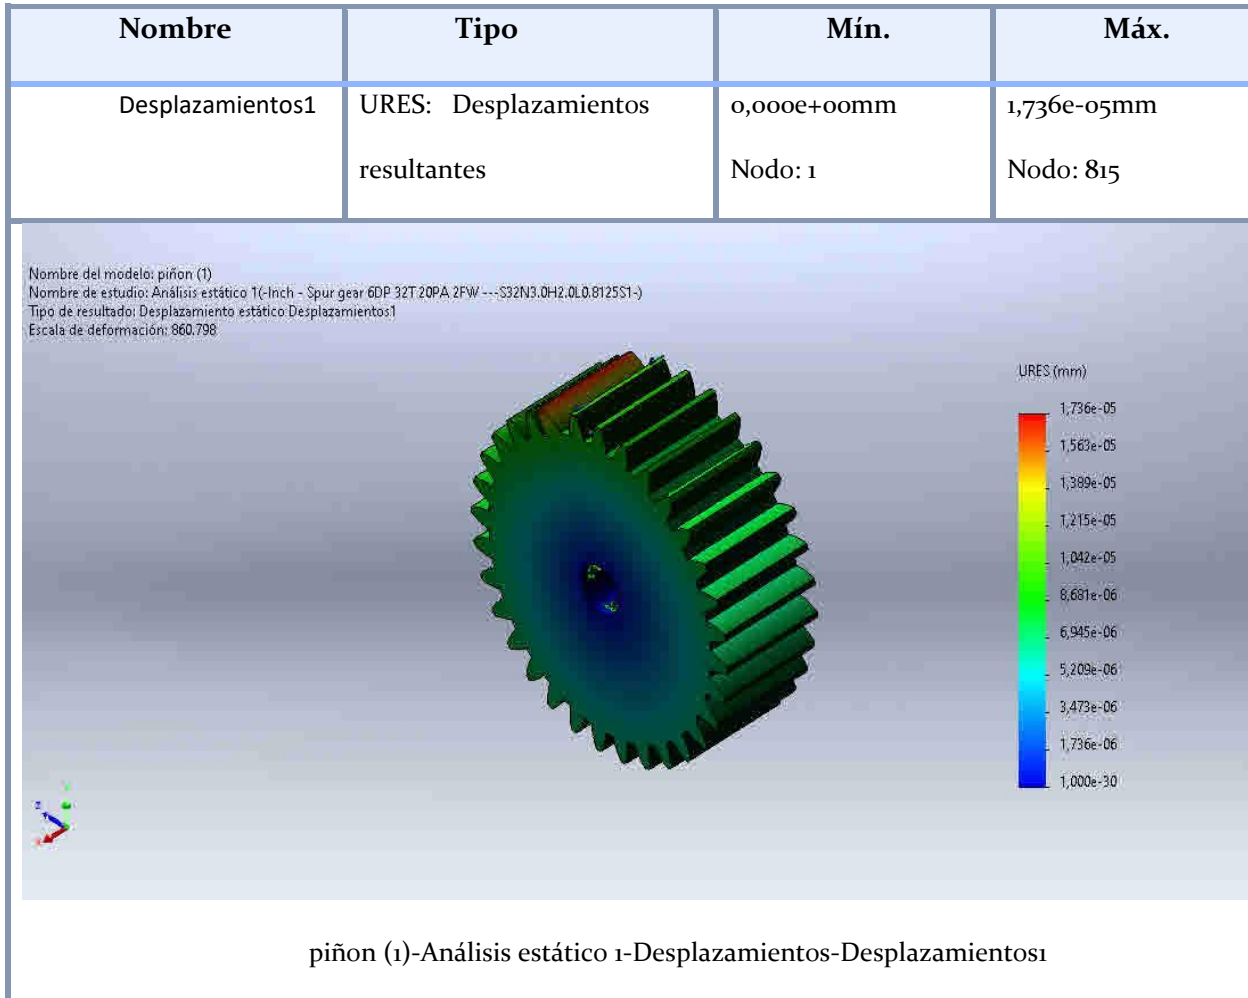 Nombre Tipo Mín. Máx.
Desplazamientos1 URES: Desplazamientos 0,000e+00mm 1,736e-05mm
resultantes Nodo: 1 Nodo: 815
Nombre del modelo: piñon (1)
Nombre de estudio: Análisis estático 1(-Inch - Spur gear 6DP 32T 20PA 2FW ---S32N3.0H2.0L0.8125S1-)
Tipo de resultado: Desplazamiento estático Desplazamientos1
Escala de deformación: 860.798
URES (mm)
1,736e-05
1,563e-05
1,389e-05
1,215e-05
1,042e-05
8,681e-06
6,945e-06
5,209e-06
3,473e-06
1,736e-06
1,000e-30
Z
piñon (1)-Análisis estático 1-Desplazamientos-Desplazamientos1